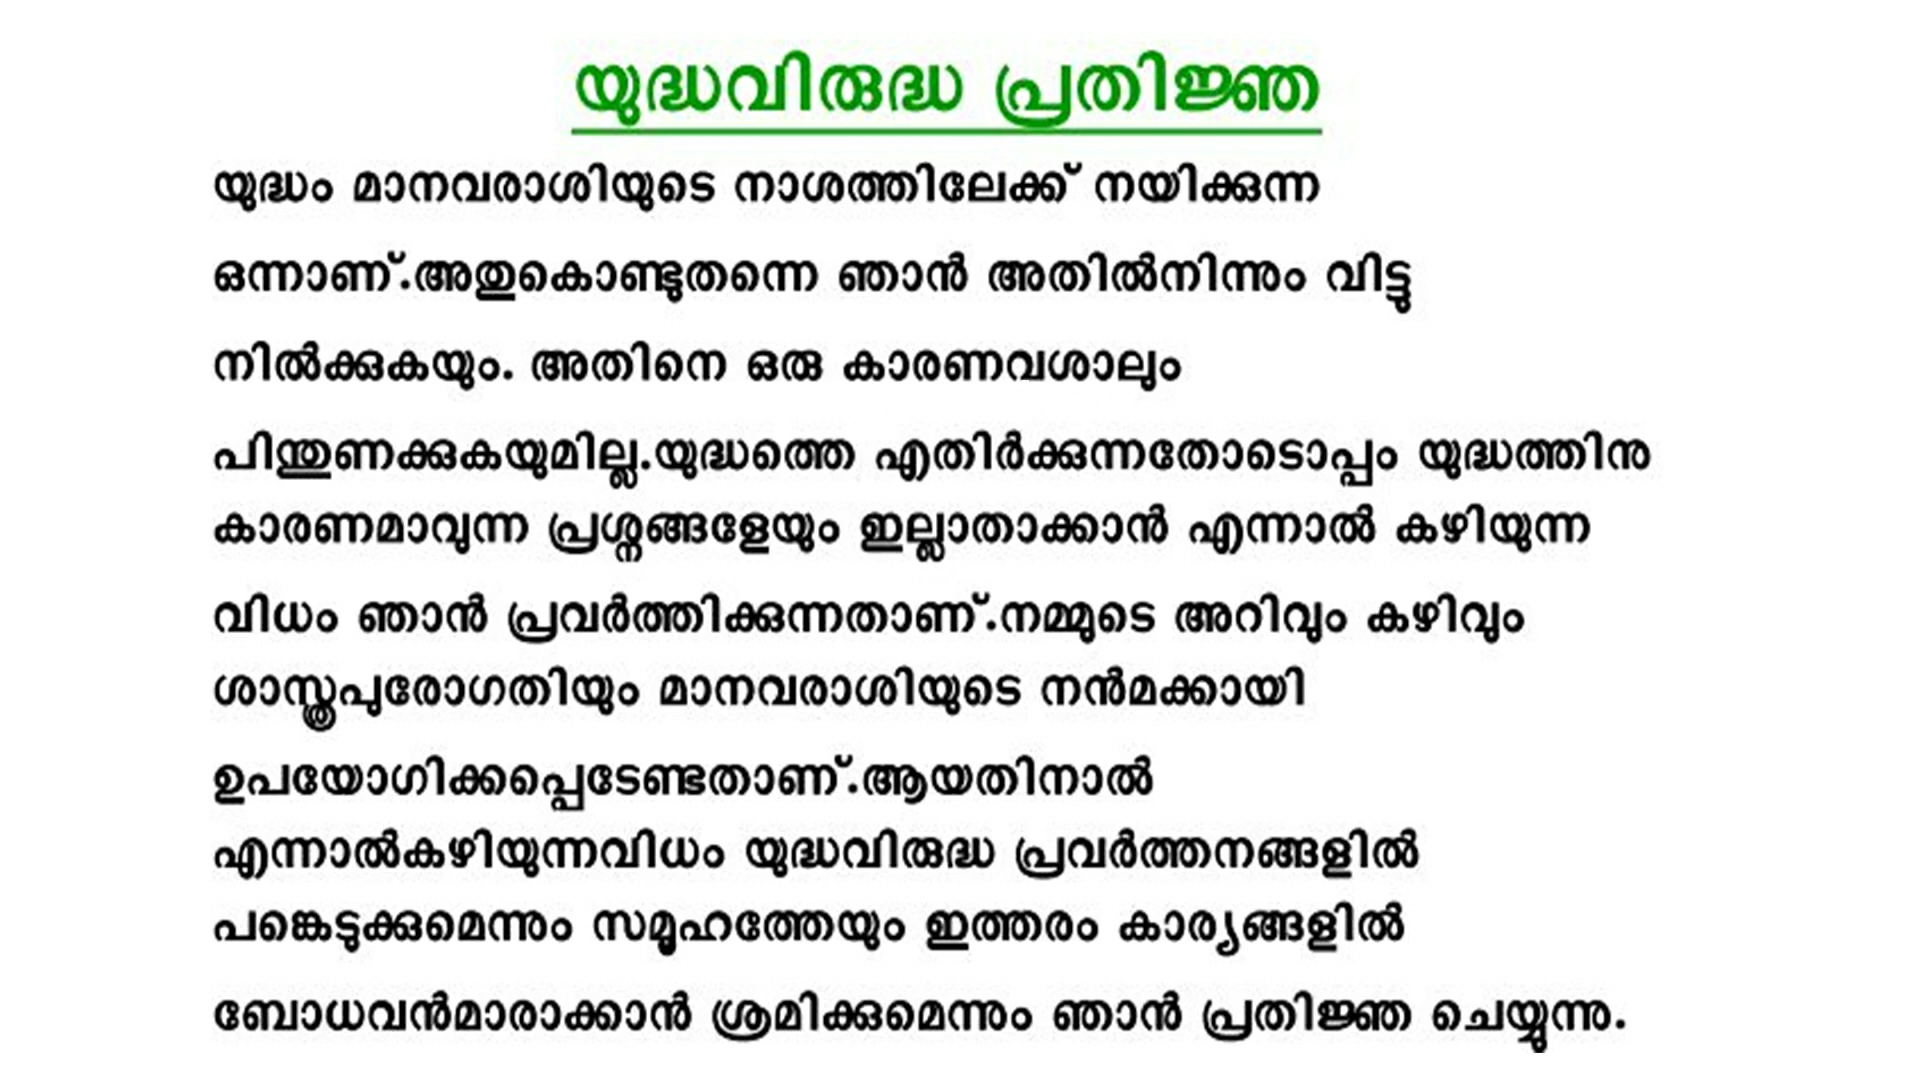 യുദ്ധവിരുദ്ധ പ്രതിജ്ഞ
യുദ്ധം മാനവരാശിയുടെ നാശത്തിലേക്ക് നയിക്കുന്ന
ഒന്നാണ്.അതുകൊണ്ടുതന്നെ ഞാൻ അതിൽനിന്നും വിട്ടു
നിൽക്കുകയും. അതിനെ ഒരു കാരണവശാലും
പിന്തുണക്കുകയുമില്ല.യുദ്ധത്തെ എതിർക്കുന്നതോടൊപ്പം യുദ്ധത്തിനു
കാരണമാവുന്ന പ്രശ്നങ്ങളേയും ഇല്ലാതാക്കാൻ എന്നാൽ കഴിയുന്ന
വിധം ഞാൻ പ്രവർത്തിക്കുന്നതാണ്.നമ്മുടെ അറിവും കഴിവും
ശാസ്ത്രപുരോഗതിയും മാനവരാശിയുടെ നൻമക്കായി
ഉപയോഗിക്കപ്പെടേണ്ടതാണ്.ആയതിനാൽ
എന്നാൽകഴിയുന്നവിധം യുദ്ധവിരുദ്ധ പ്രവർത്തനങ്ങളിൽ
പങ്കെടുക്കുമെന്നും സമൂഹത്തേയും ഇത്തരം കാര്യങ്ങളിൽ
ബോധവൻമാരാക്കാൻ ശ്രമിക്കുമെന്നും ഞാൻ പ്രതിജ്ഞ ചെയ്യുന്നു.